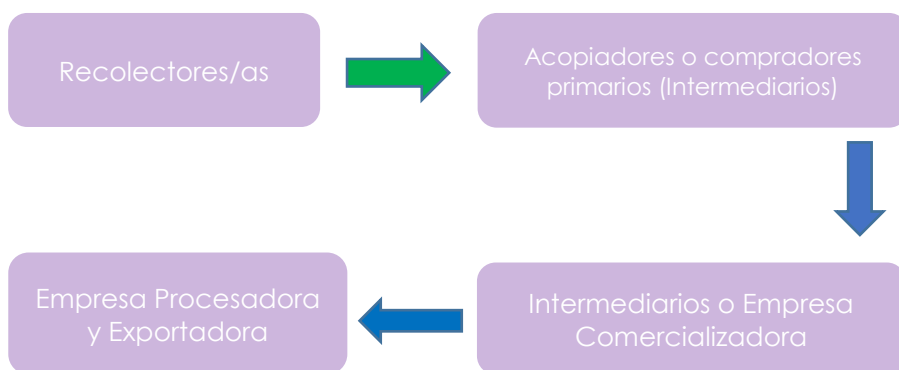 Recolectores/as
Acopiadores o compradores
primarios (Intermediarios)
Empresa Procesadora
y Exportadora
Intermediarios o Empresa
Comercializadora